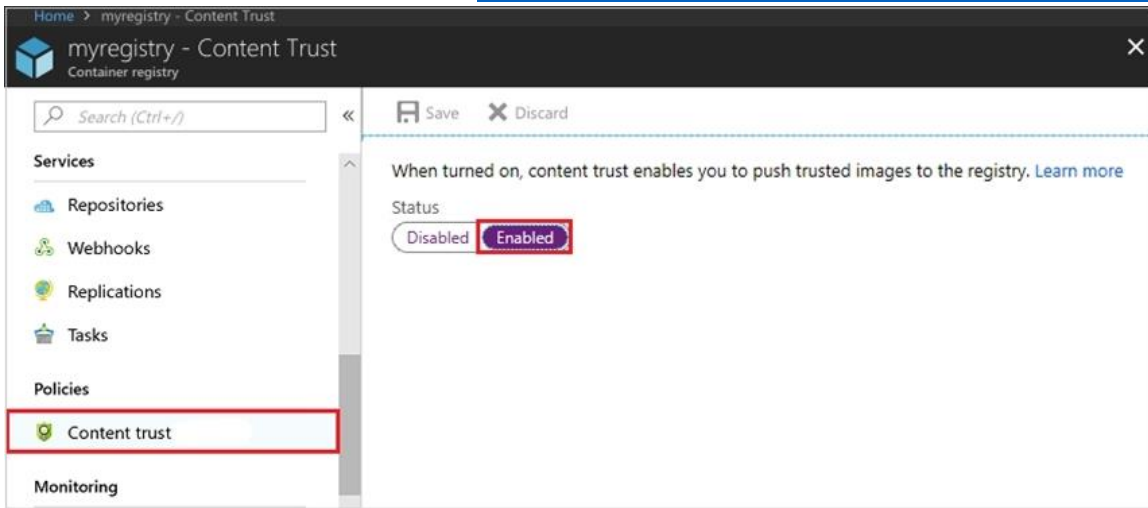 Home > myregistry - Content Trust
myregistry - Content Trust
Container registry
Search (Ctrl+/)
«
Save Discard
Services
Repositories
Webhooks
Replications
Tasks
Policies
Content trust
Monitoring
When turned on, content trust enables you to push trusted images to the registry. Learn more
Status
Disabled Enabled